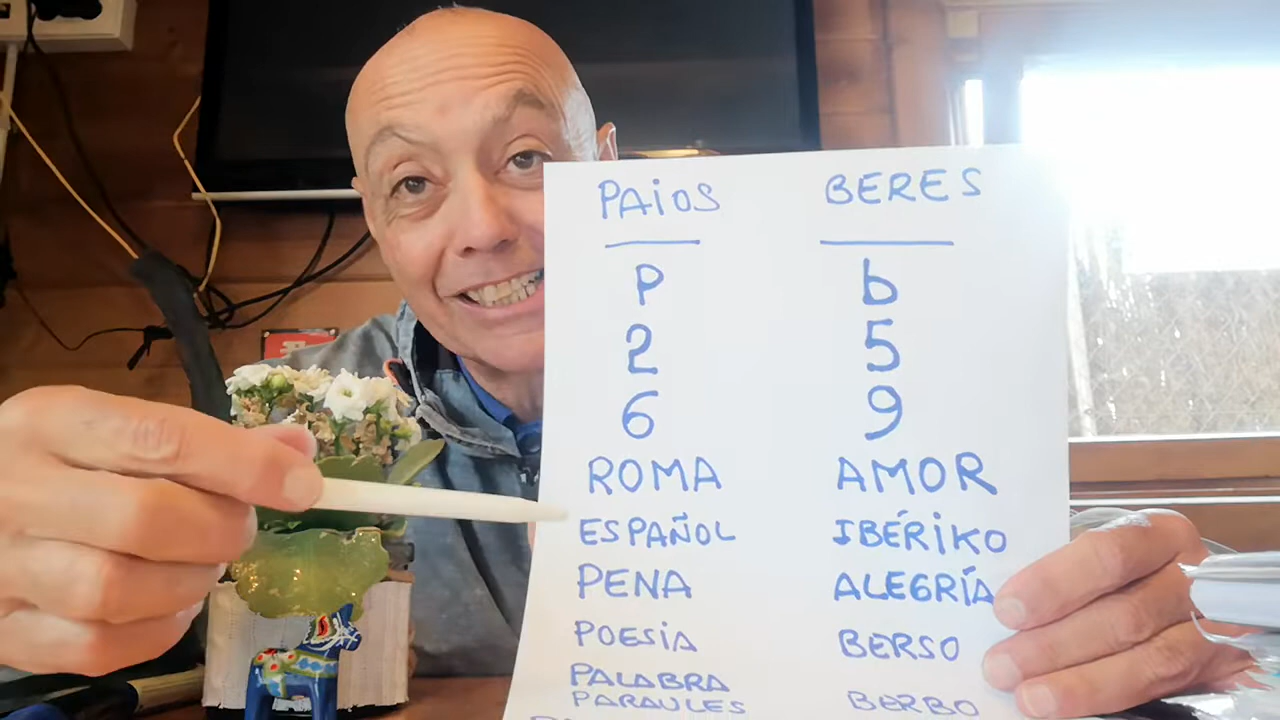 PAiOS BERES
P b
2 5
6 9
ROMA AMOR
ESPAÑOL IBÉRiKO
PENA ALEGRÍA
POESiA BERSO
PALABRA
PARAULES BERBO